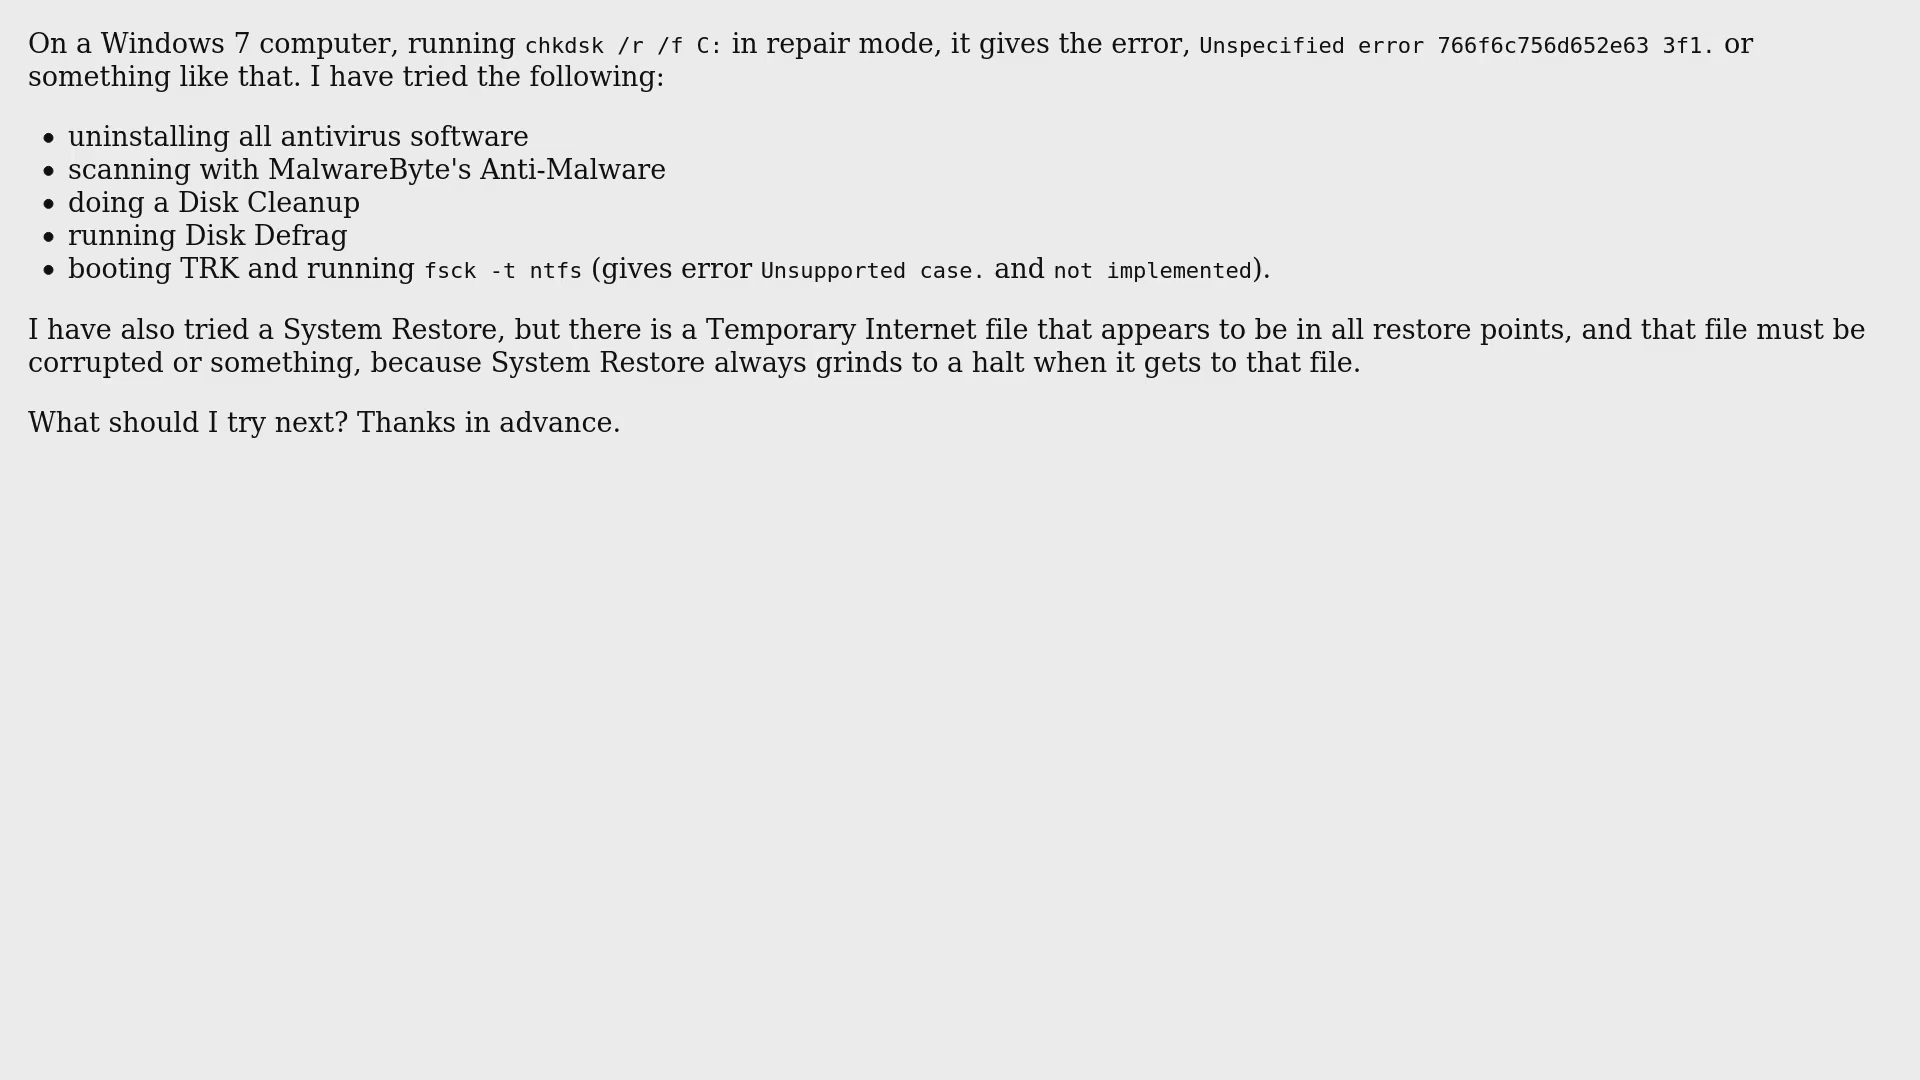 On a Windows 7 computer, running chkdsk /r /f C: in repair mode, it gives the error, Unspecified error 766f6c756d652e63 3f1. or
something like that. I have tried the following:
• uninstalling all antivirus software
• scanning with MalwareByte's Anti-Malware
• doing a Disk Cleanup
• running Disk Defrag
• booting TRK and running fsck -t ntfs (gives error Unsupported case. and not implemented).
I have also tried a System Restore, but there is a Temporary Internet file that appears to be in all restore points, and that file must be
corrupted or something, because System Restore always grinds to a halt when it gets to that file.
What should I try next? Thanks in advance.